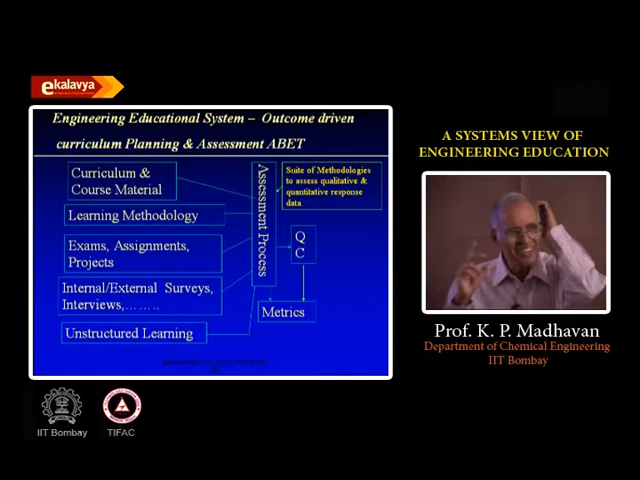 ekalavya
Engineering Educational System – Outcome driven
curriculum Planning & Assessment ABET
Curriculum &
Course Material
Learning Methodology
Exams, Assignments,
Projects
Internal/External Surveys,
Interviews,……..
Unstructured Learning
Assessment Process
Suite of Methodologies
to assess qualitative &
quantitative response
data
Q
C
Metrics
A SYSTEMS VIEW OF
ENGINEERING EDUCATION
Prof. K. P. Madhavan
Department of Chemical Engineering
IIT Bombay
IIT Bombay
TIFAC